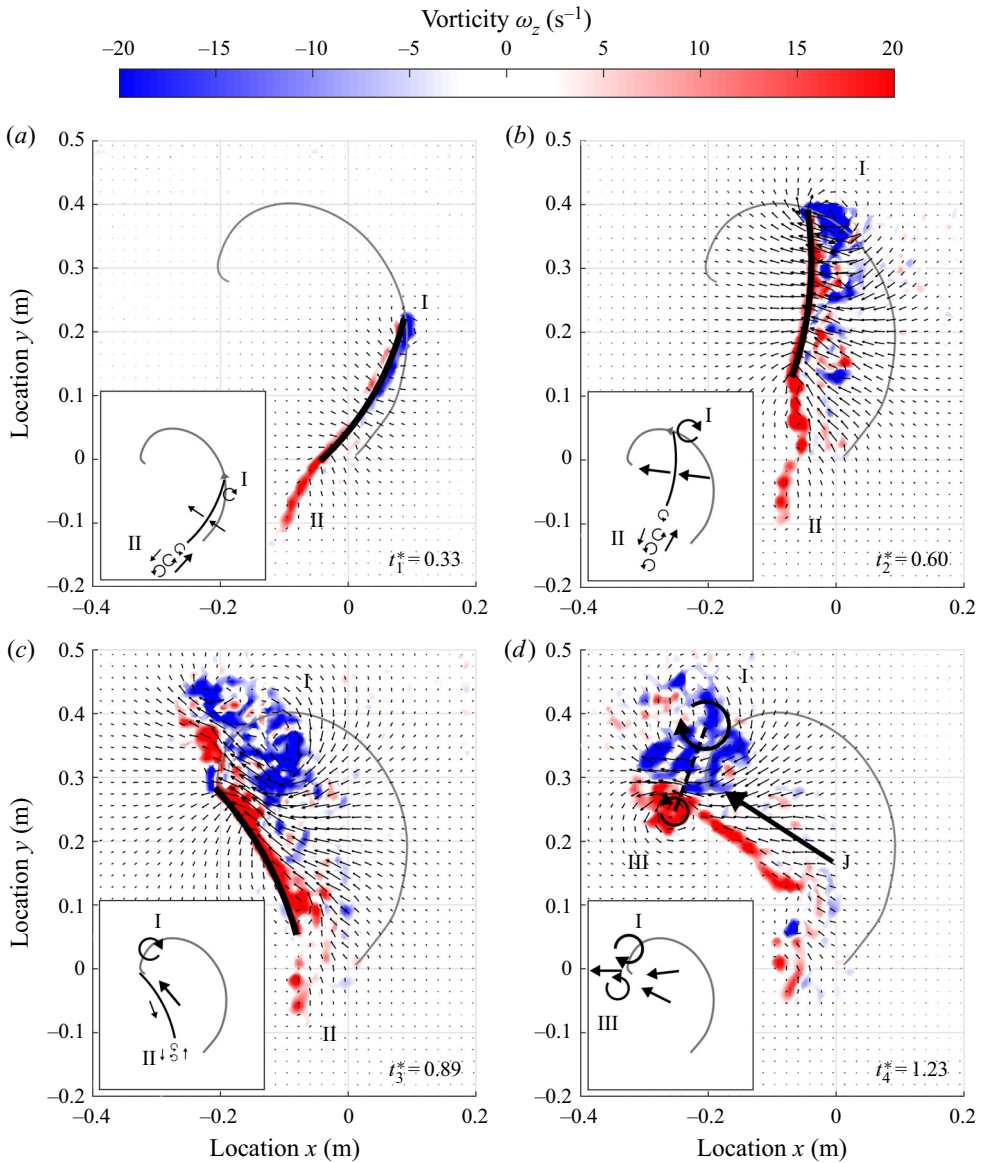 Vorticity ω_z (s⁻¹)
–20 –15 –10 –5 0 5 10 15 20
(a) (b)
0.5
0.4
0.3
0.2
0.1
0
–0.1
–0.2
Location y (m)
I
II
I
II
t₁* = 0.33
–0.4 –0.2 0 0.2
0.5
0.4
0.3
0.2
0.1
0
–0.1
–0.2
I
II
I
II
t₂* = 0.60
–0.4 –0.2 0 0.2
(c) (d)
0.5
0.4
0.3
0.2
0.1
0
–0.1
–0.2
Location y (m)
I
II
I
II
t₃* = 0.89
–0.4 –0.2 0 0.2
Location x (m)
0.5
0.4
0.3
0.2
0.1
0
–0.1
–0.2
I
III
J
I
III
t₄* = 1.23
–0.4 –0.2 0 0.2
Location x (m)